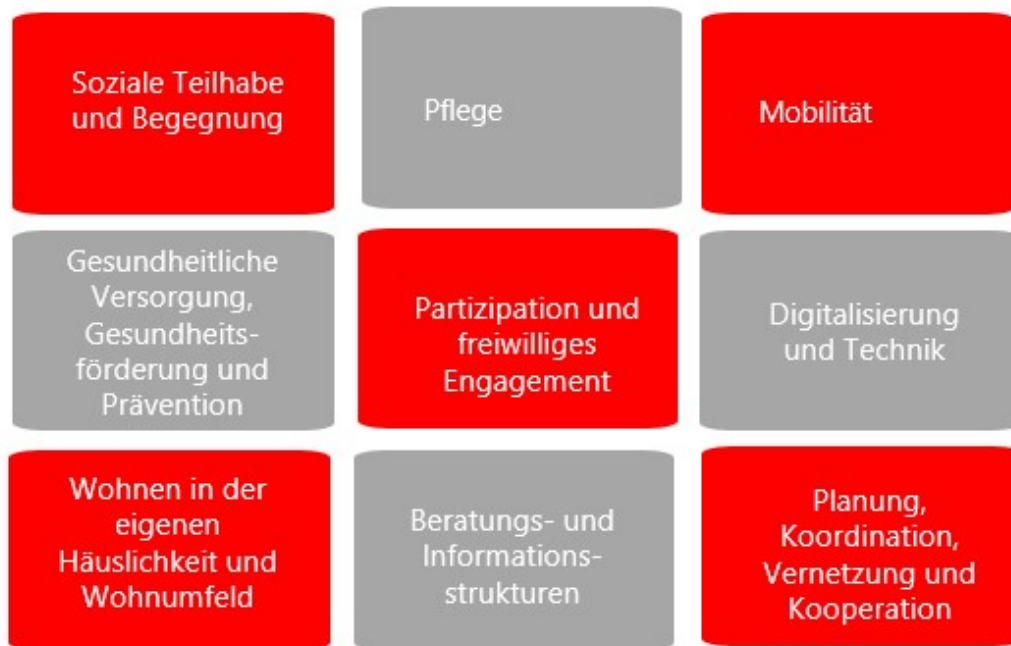 Soziale Teilhabe
und Begegnung
Pflege
Mobilität
Gesundheitliche
Versorgung,
Gesundheits-
förderung und
Prävention
Partizipation und
freiwilliges
Engagement
Digitalisierung
und Technik
Wohnen in der
eigenen
Häuslichkeit und
Wohnumfeld
Beratungs- und
Informations-
strukturen
Planung,
Koordination,
Vernetzung und
Kooperation